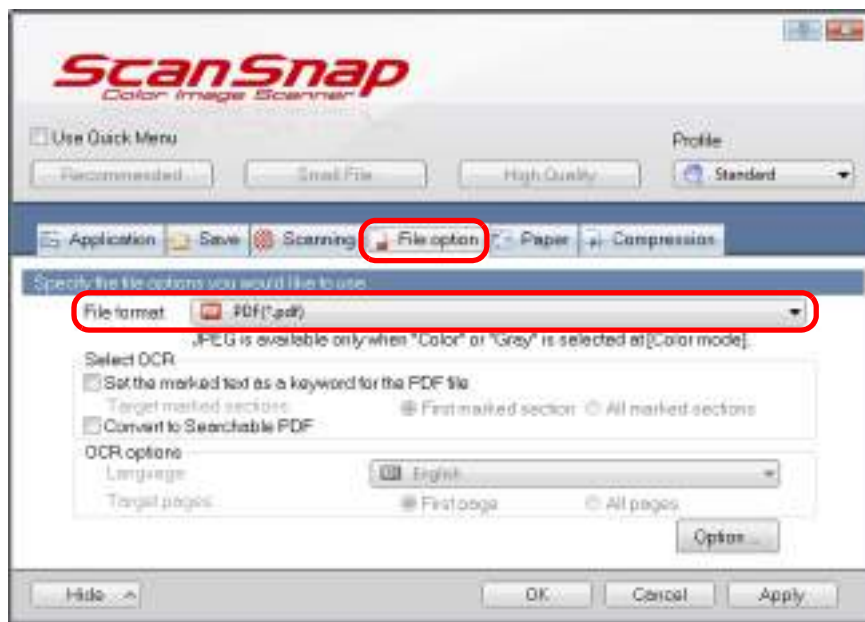 ScanSnap
Color Image Scanner
Use Quick Menu
Profile
Recommended Small File High Quality Standard
Application Save Scanning File option Paper Compression
Specify the file options you would like to use.
File format PDF(*.pdf)
JPEG is available only when "Color" or "Gray" is selected at [Color mode].
Select OCR
Set the marked text as a keyword for the PDF file
Target marked sections First marked section All marked sections
Convert to Searchable PDF
OCR options
Language English
Target pages First page All pages
Option ...
Hide OK Cancel Apply